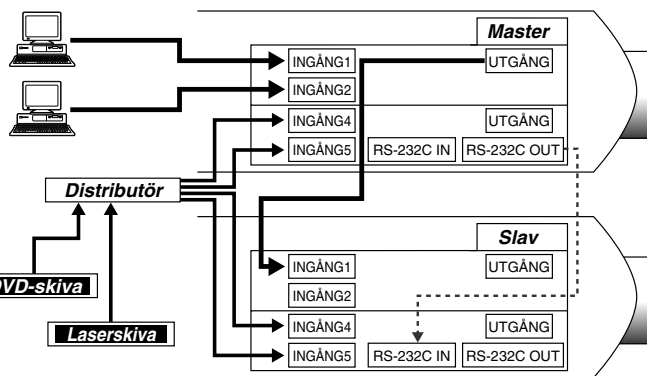 Master
INGÅNG1 UTGÅNG
INGÅNG2
INGÅNG4 UTGÅNG
INGÅNG5 RS-232C IN RS-232C OUT
Distributör
Slav
INGÅNG1 UTGÅNG
INGÅNG2
DVD-skiva
INGÅNG4 UTGÅNG
Laserskiva
INGÅNG5 RS-232C IN RS-232C OUT